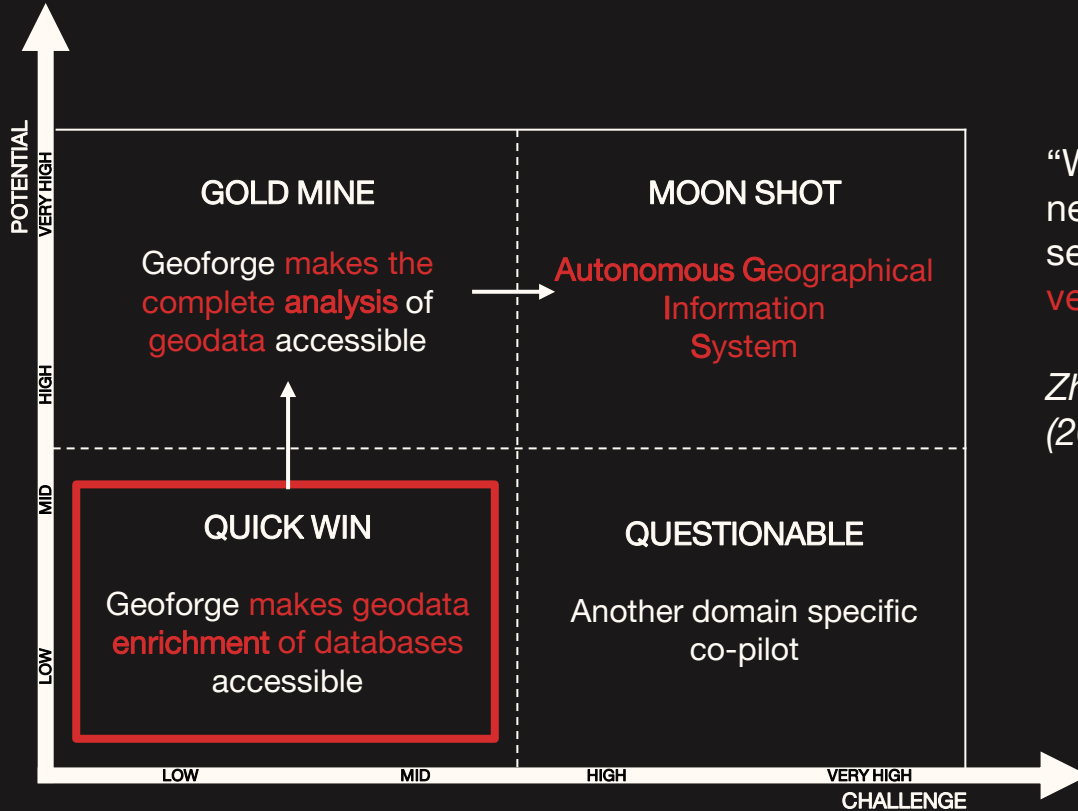 POTENTIAL
VERY HIGH
HIGH
MID
LOW
GOLD MINE
Geoforge makes the
complete analysis of
geodata accessible
MOON SHOT
Autonomous Geographical
Information
System
QUICK WIN
Geoforge makes geodata
enrichment of databases
accessible
QUESTIONABLE
Another domain specific
co-pilot
LOW
MID
HIGH
VERY HIGH
CHALLENGE